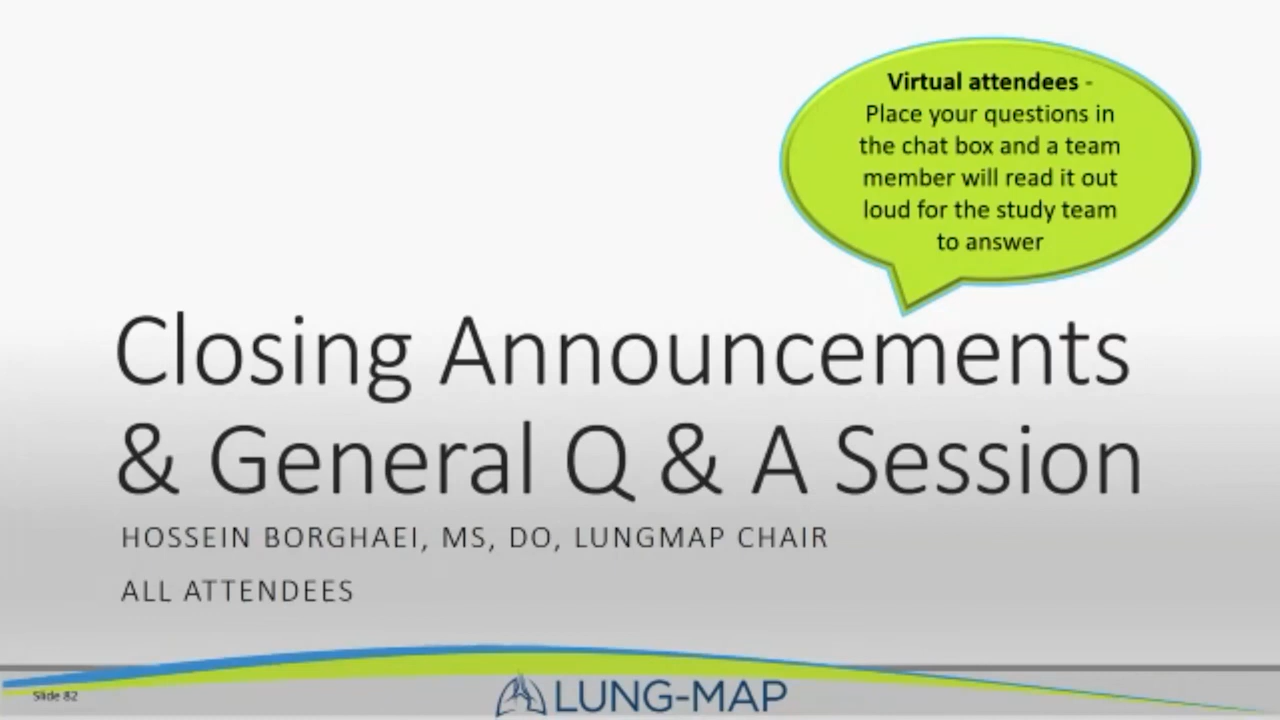 Virtual attendees -
Place your questions in
the chat box and a team
member will read it out
loud for the study team
to answer
Closing Announcements
& General Q & A Session
HOSSEIN BORGHAEI, MS, DO, LUNGMAP CHAIR
ALL ATTENDEES
Slide 82
LUNG-MAP